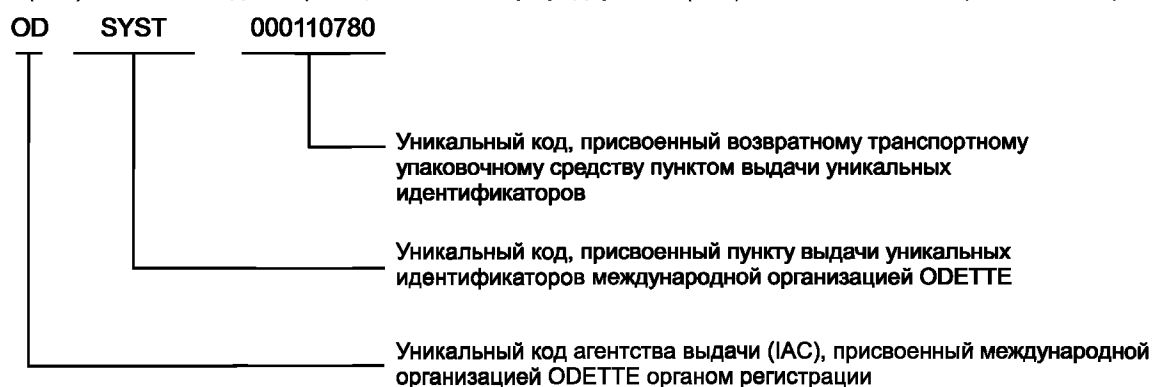 OD SYST 000110780
Уникальный код, присвоенный возвратному транспортному
упаковочному средству пунктом выдачи уникальных
идентификаторов
Уникальный код, присвоенный пункту выдачи уникальных
идентификаторов международной организацией ODETTE
Уникальный код агентства выдачи (IAC), присвоенный международной
организацией ODETTE органом регистрации